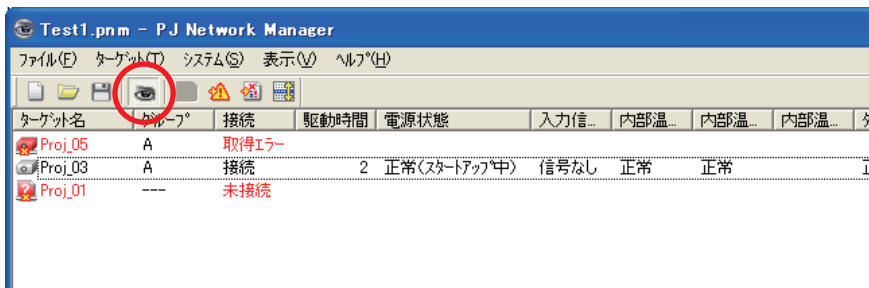 Test1.pnm - PJ Network Manager
ファイル(F) ターゲット(T) システム(S) 表示(V) ヘルプ(H)
ターゲット名 グループ 接続 駆動時間 電源状態 入力信... 内部温... 内部温... 内部温...
Proj_05 A 取得エラー
Proj_03 A 接続 2 正常(スタートアップ中) 信号なし 正常 正常
Proj_01 --- 未接続